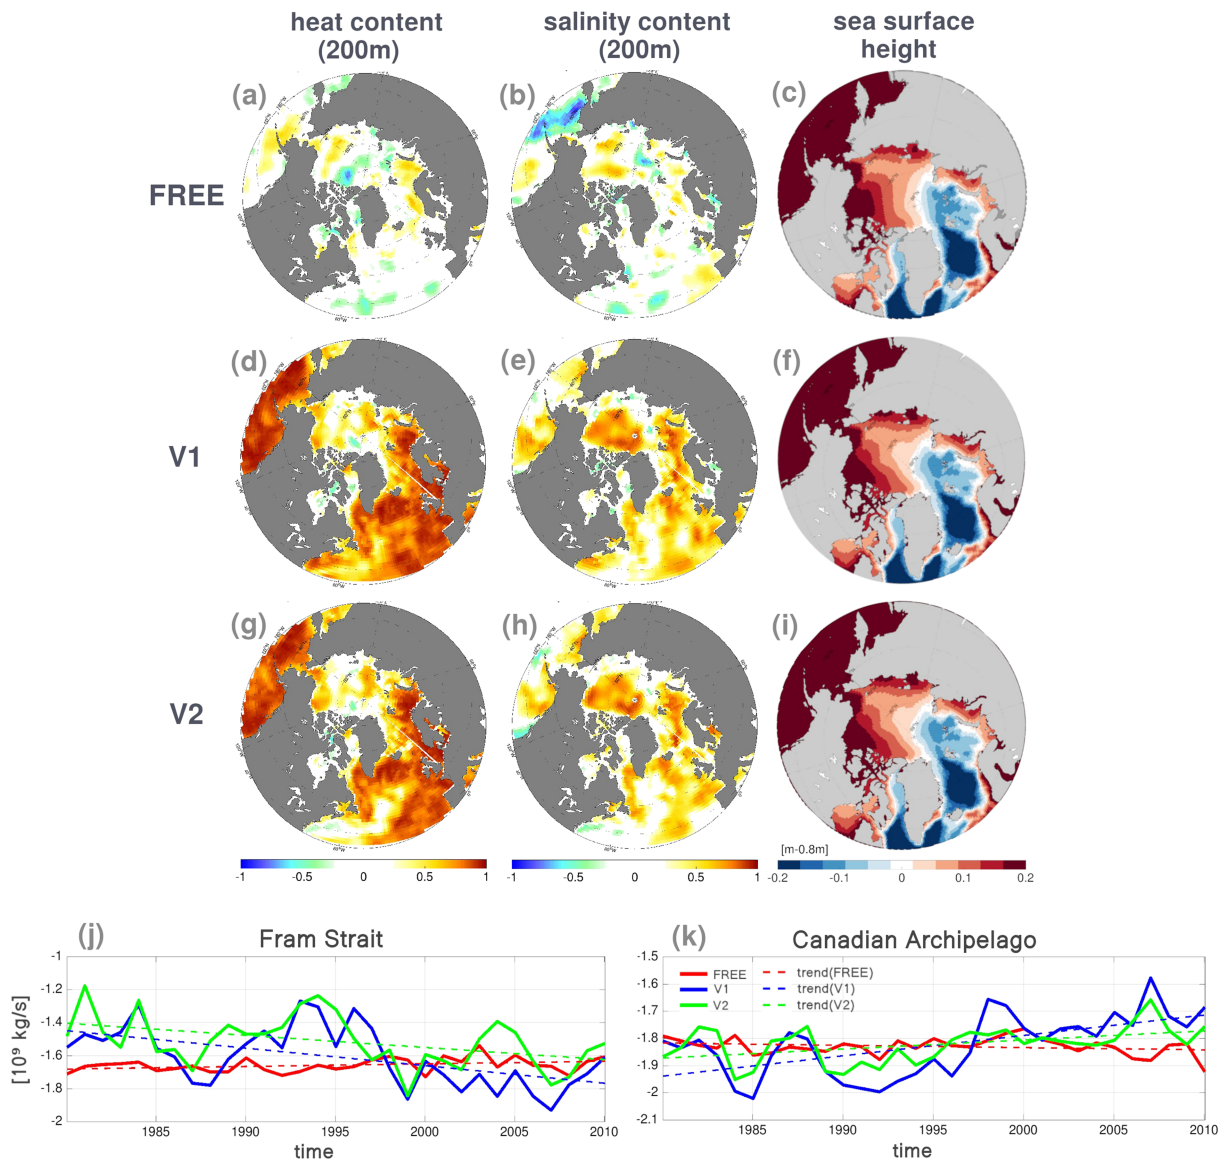 heat content
(200m)
salinity content
(200m)
sea surface
height
(a)
(b)
(c)
FREE
(d)
(e)
(f)
V1
(g)
(h)
(i)
V2
[m-0.8m]
-1 -0.5 0 0.5 1
-1 -0.5 0 0.5 1
-0.2 -0.1 0 0.1 0.2
(j)
Fram Strait
-1
-1.2
-1.4
-1.6
-1.8
-2
[10⁹ kg/s]
1985 1990 1995 2000 2005 2010
time
(k)
Canadian Archipelago
FREE
V1
V2
trend(FREE)
trend(V1)
trend(V2)
-1.5
-1.6
-1.7
-1.8
-1.9
-2
-2.1
1985 1990 1995 2000 2005 2010
time